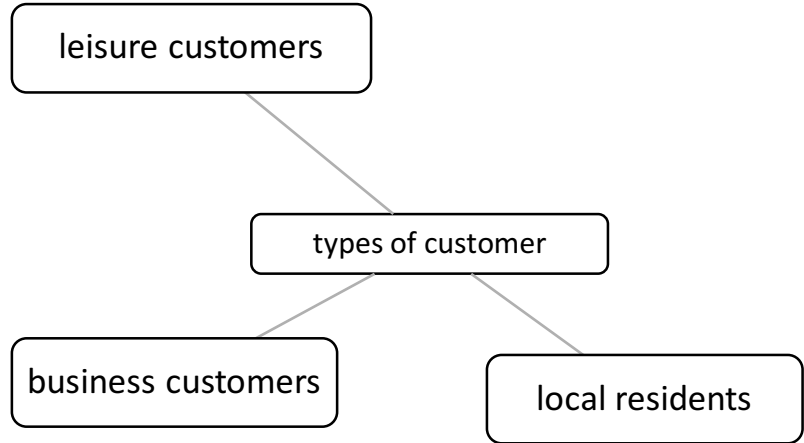 leisure customers
types of customer
business customers
local residents